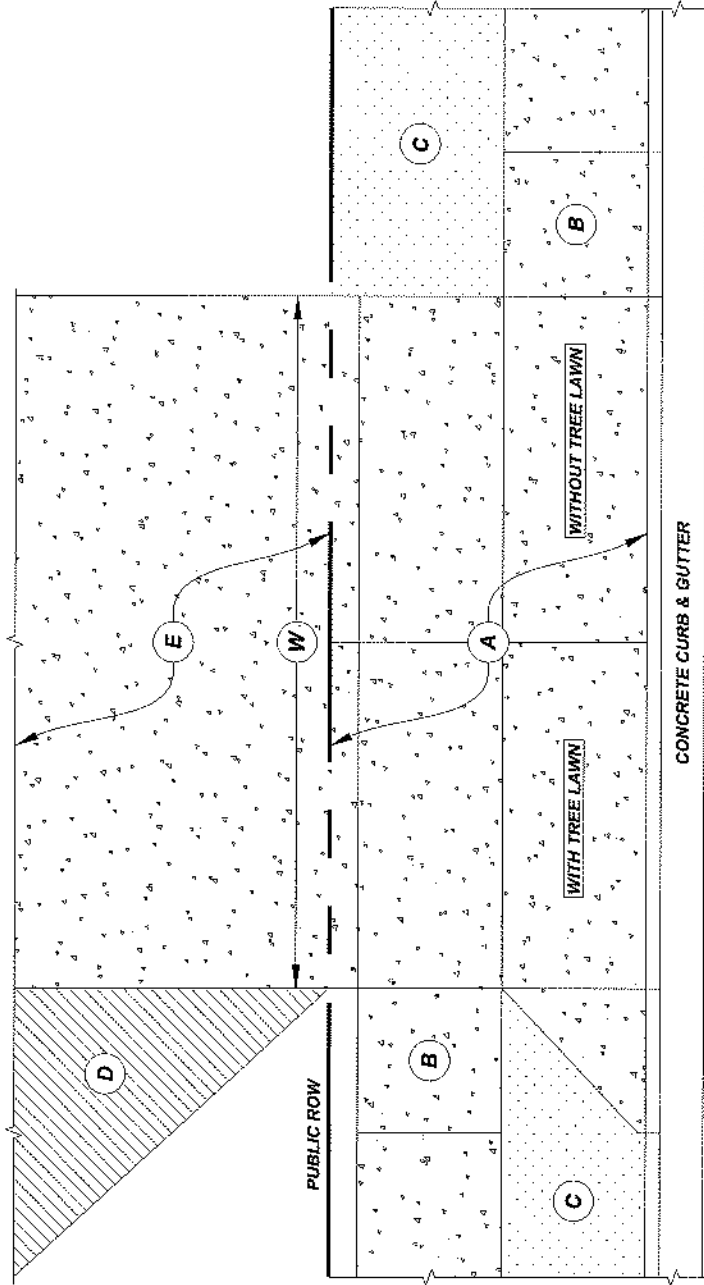 D
E
W
PUBLIC ROW
B
A
C
C
WITH TREE LAWN
WITHOUT TREE LAWN
B
CONCRETE CURB & GUTTER